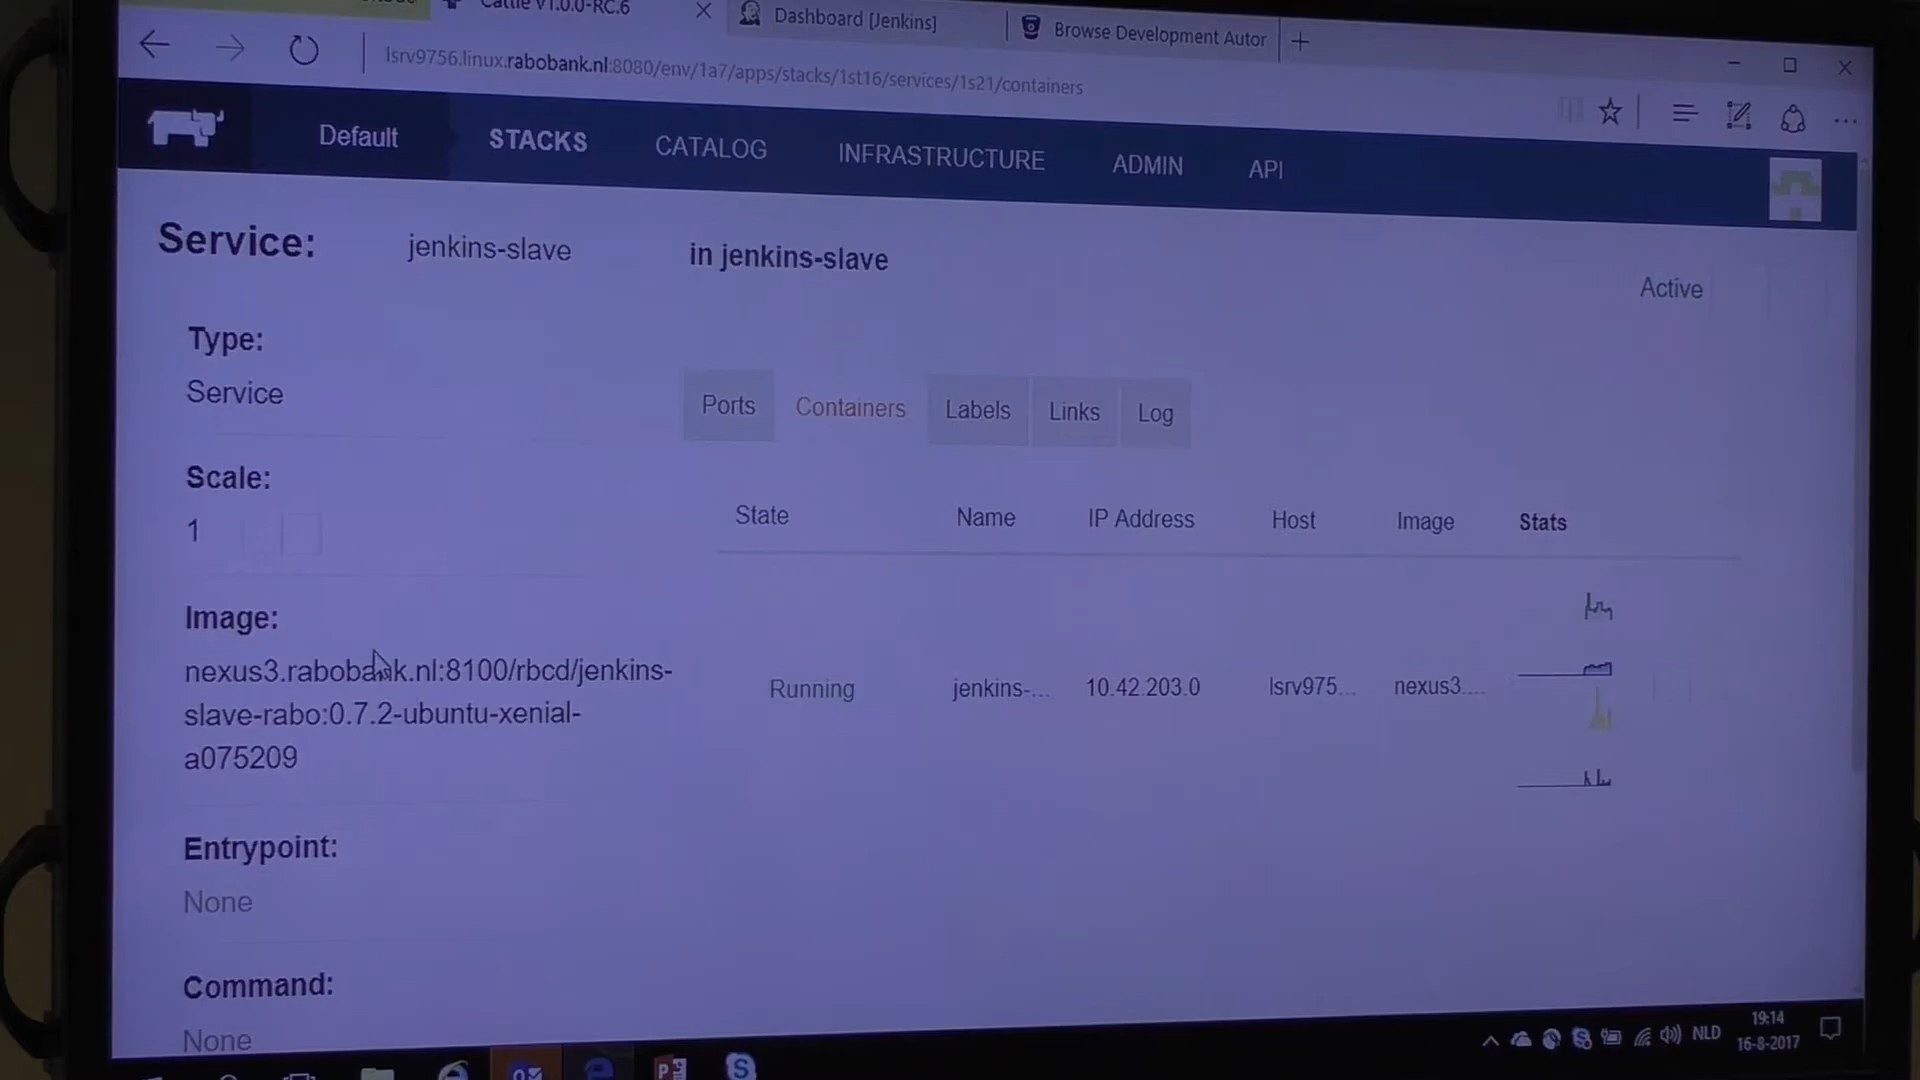 Cattle v1.0.0-RC.6
Dashboard [Jenkins]
Browse Development Autor
lsrv9756.linux.rabobank.nl:8080/env/1a7/apps/stacks/1st16/services/1s21/containers
Default
STACKS
CATALOG
INFRASTRUCTURE
ADMIN
API
Service: jenkins-slave in jenkins-slave
Active
Type:
Service
Scale:
1
Image:
nexus3.rabobank.nl:8100/rbcd/jenkins-
slave-rabo:0.7.2-ubuntu-xenial-
a075209
Entrypoint:
None
Command:
None
Ports Containers Labels Links Log
State Name IP Address Host Image Stats
Running jenkins-... 10.42.203.0 lsrv975... nexus3....
NLD
19:14
16-8-2017